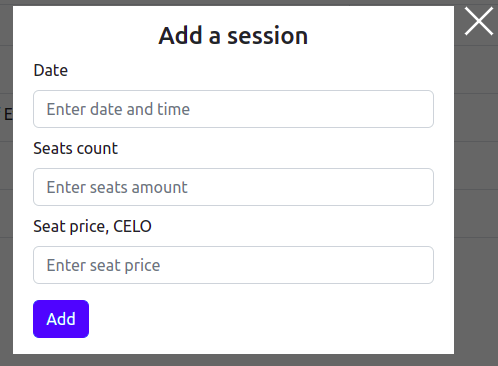 Add a session
Date
Enter date and time
E
Seats count
Enter seats amount
Seat price, CELO
Enter seat price
Add